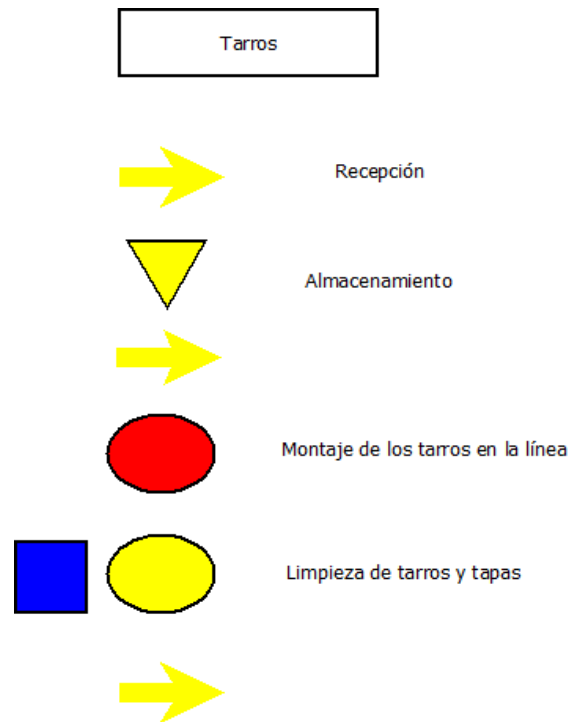 Tarros
Recepción
Almacenamiento
Montaje de los tarros en la línea
Limpieza de tarros y tapas